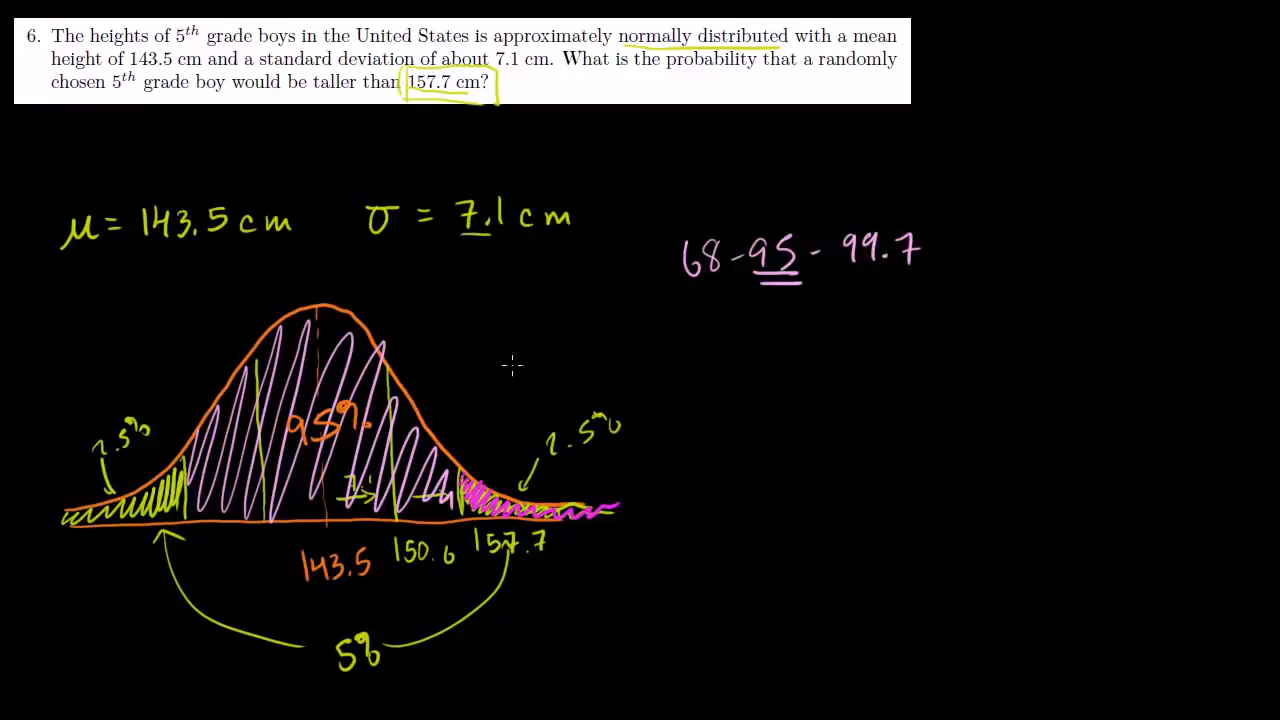 6. The heights of 5th grade boys in the United States is approximately normally distributed with a mean
height of 143.5 cm and a standard deviation of about 7.1 cm. What is the probability that a randomly
chosen 5th grade boy would be taller than 157.7 cm?
μ = 143.5 cm σ = 7.1 cm
68 - 95 - 99.7
95%
2.5%
2.5%
143.5
150.6
157.7
5%